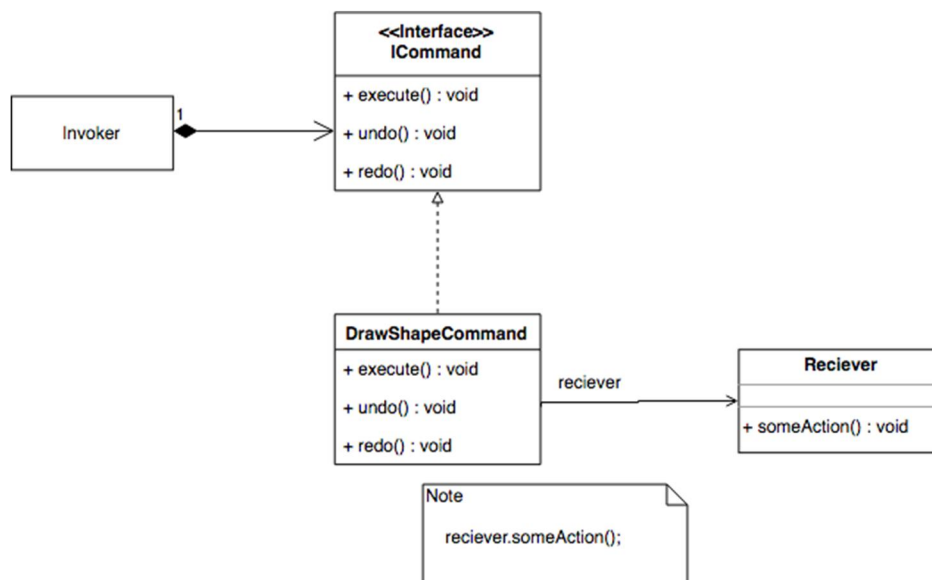 <<Interface>>
ICommand
+ execute() : void
+ undo() : void
+ redo() : void
Invoker
1
DrawShapeCommand
+ execute() : void
+ undo() : void
+ redo() : void
reciever
Reciever
+ someAction() : void
Note
reciever.someAction();